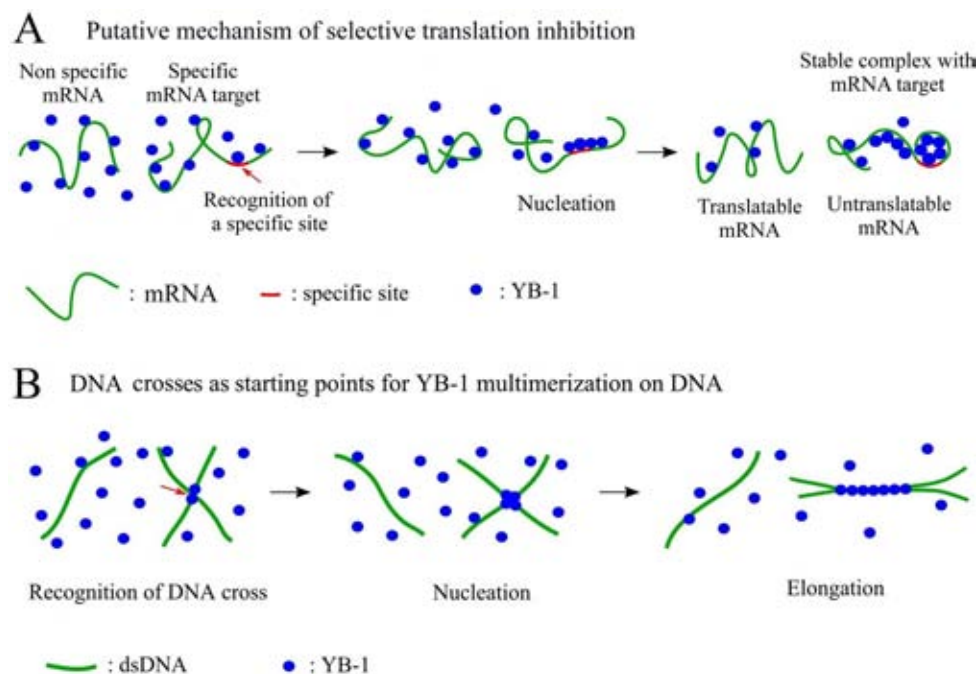 A Putative mechanism of selective translation inhibition
Non specific
mRNA
Specific
mRNA target
Recognition of
a specific site
Nucleation
Translatable
mRNA
Stable complex with
mRNA target
Untranslatable
mRNA
: mRNA
: specific site
: YB-1
B DNA crosses as starting points for YB-1 multimerization on DNA
Recognition of DNA cross
Nucleation
Elongation
: dsDNA
: YB-1